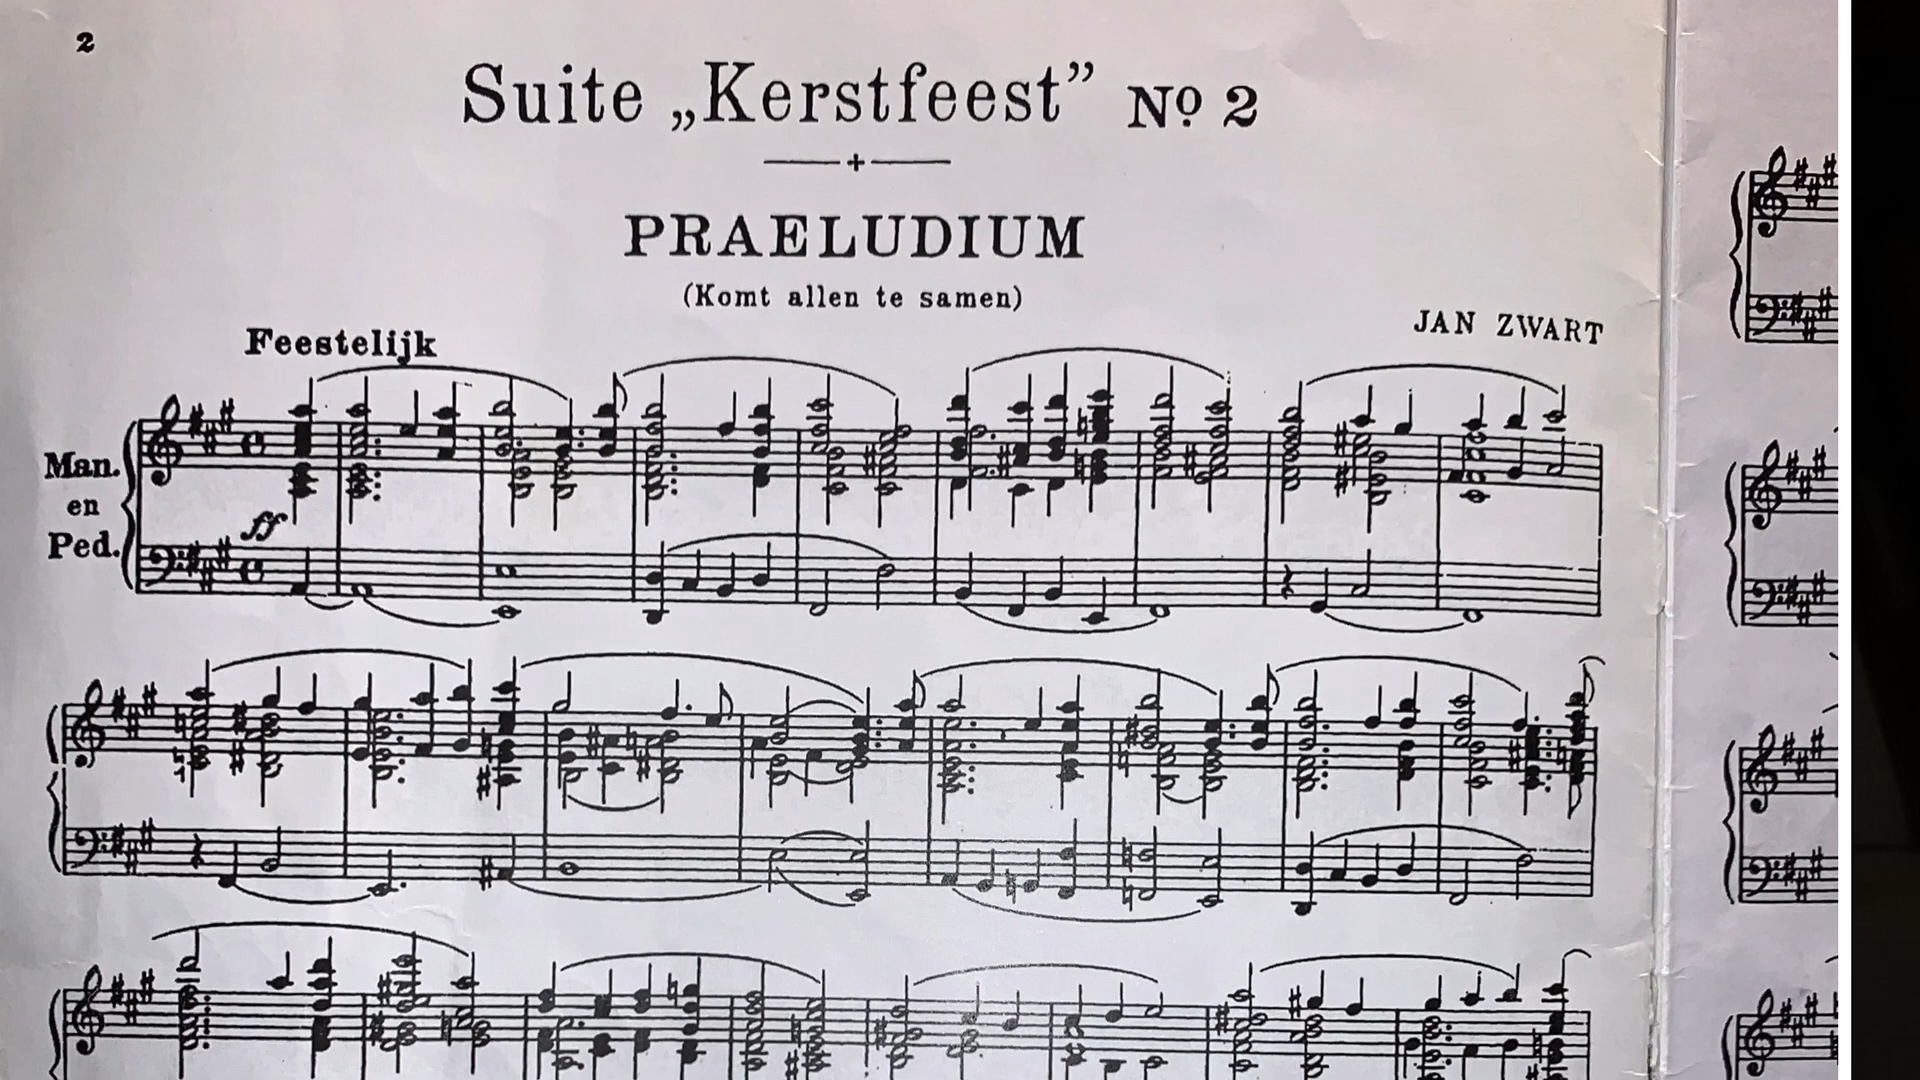 2
Suite „Kerstfeest” No 2
PRAELUDIUM
(Komt allen te samen)
JAN ZWART
Feestelijk
Man.
en
Ped.
ff